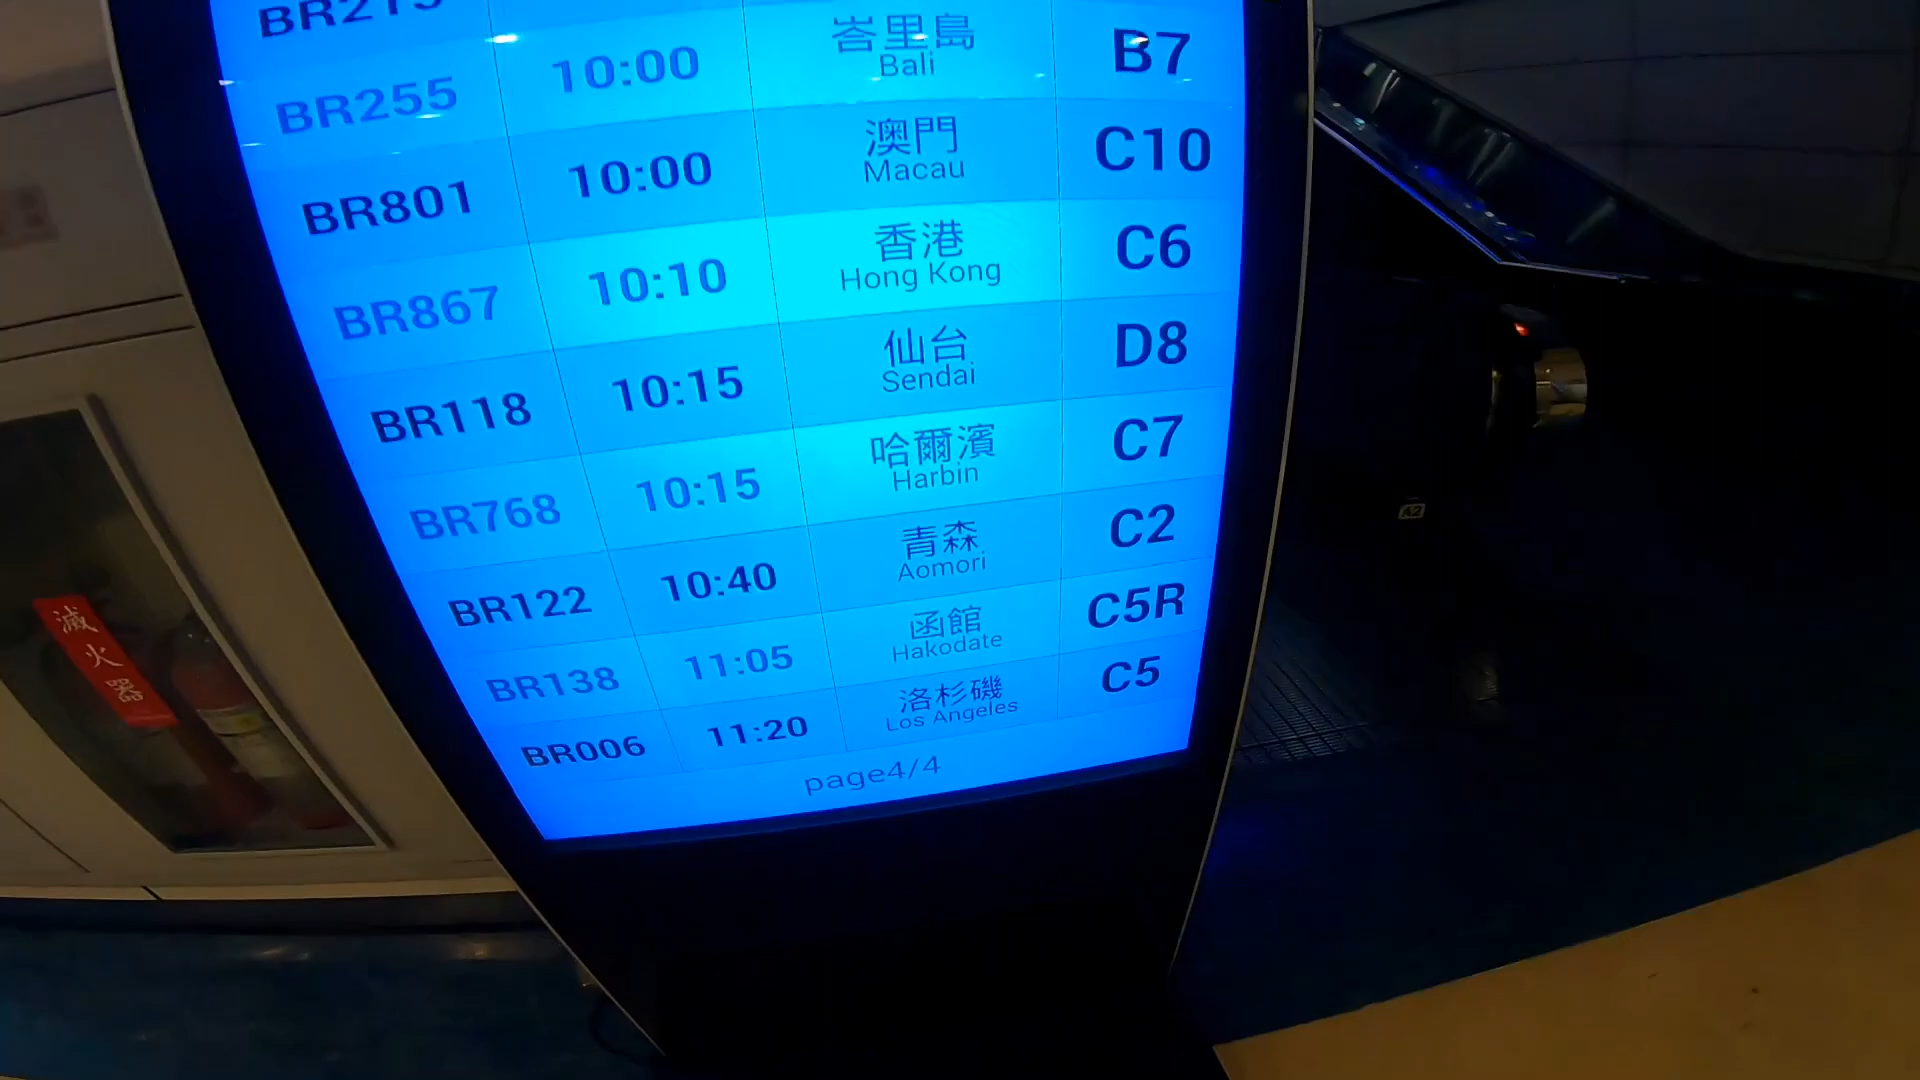 BR215
BR255 10:00 峇里島 B7
Bali
BR801 10:00 澳門 C10
Macau
BR867 10:10 香港 C6
Hong Kong
BR118 10:15 仙台 D8
Sendai
BR768 10:15 哈爾濱 C7
Harbin
BR122 10:40 青森 C2
Aomori
BR138 11:05 函館 C5R
Hakodate
BR006 11:20 洛杉磯 C5
Los Angeles
page4/4
滅火器
A2